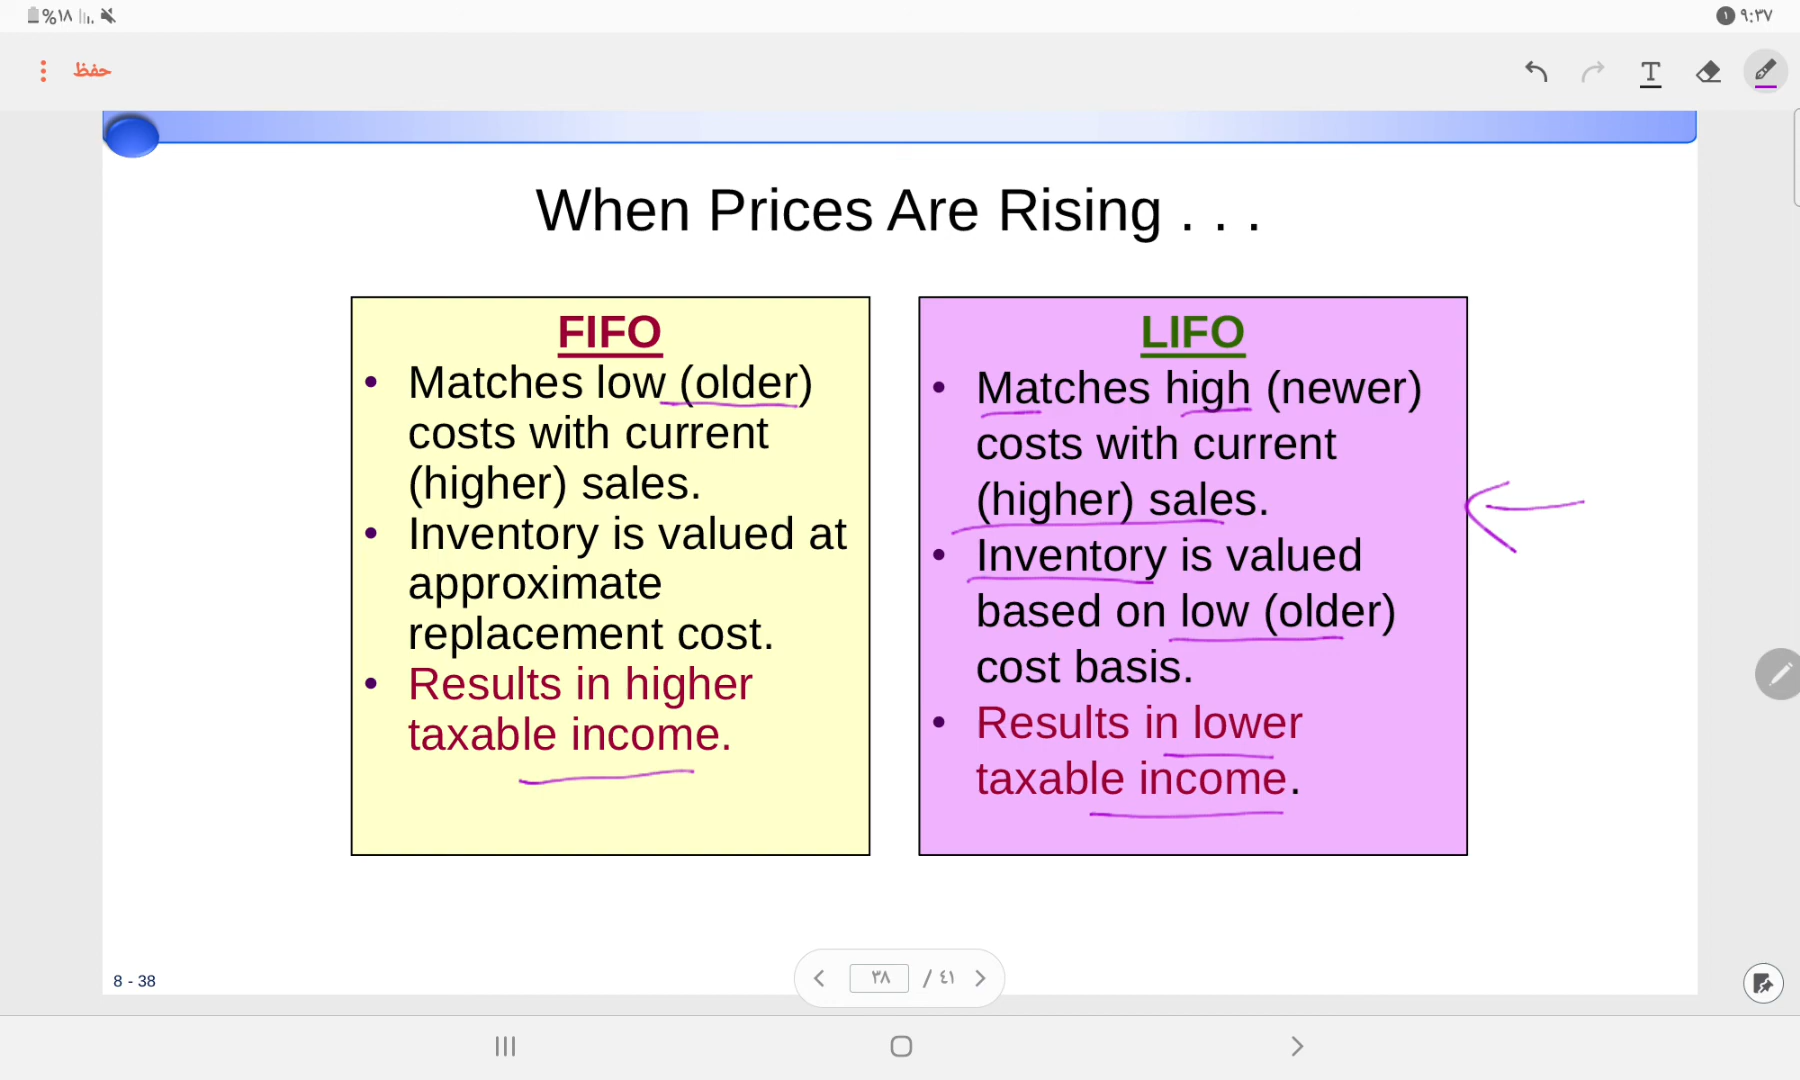 %١٨
٩:٣٧
١
حفظ
T
When Prices Are Rising . . .
FIFO
• Matches low (older)
costs with current
(higher) sales.
• Inventory is valued at
approximate
replacement cost.
• Results in higher
taxable income.
LIFO
• Matches high (newer)
costs with current
(higher) sales.
• Inventory is valued
based on low (older)
cost basis.
• Results in lower
taxable income.
8 - 38
٣٨ / ٤١